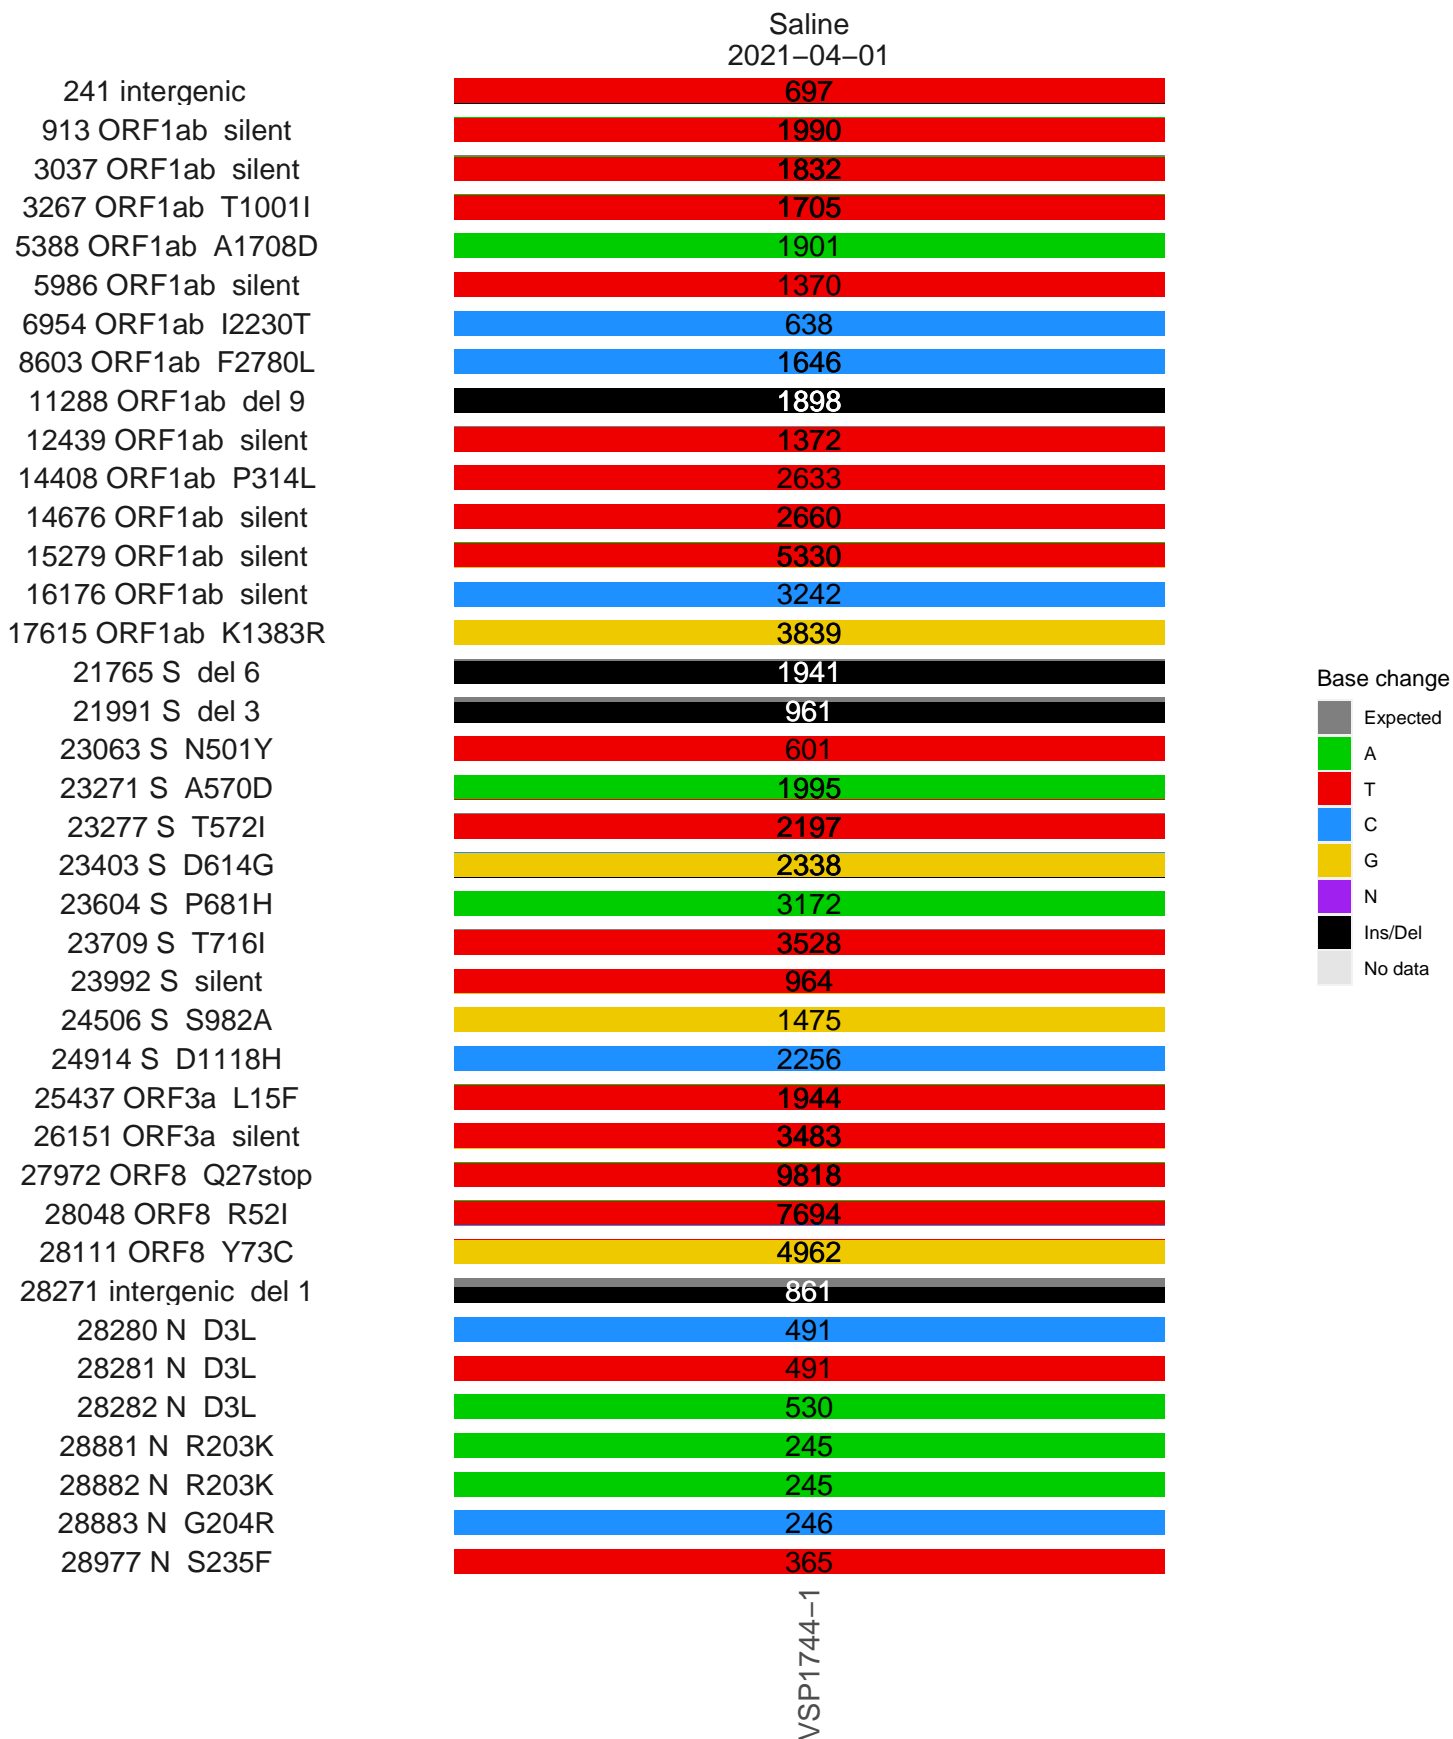 Saline
2021−04−01
241 intergenic 697
913 ORF1ab silent 1990
3037 ORF1ab silent 1832
3267 ORF1ab T1001I 1705
5388 ORF1ab A1708D 1901
5986 ORF1ab silent 1370
6954 ORF1ab I2230T 638
8603 ORF1ab F2780L 1646
11288 ORF1ab del 9 1898
12439 ORF1ab silent 1372
14408 ORF1ab P314L 2633
14676 ORF1ab silent 2660
15279 ORF1ab silent 5330
16176 ORF1ab silent 3242
17615 ORF1ab K1383R 3839
21765 S del 6 1941
21991 S del 3 961
23063 S N501Y 601
23271 S A570D 1995
23277 S T572I 2197
23403 S D614G 2338
23604 S P681H 3172
23709 S T716I 3528
23992 S silent 964
24506 S S982A 1475
24914 S D1118H 2256
25437 ORF3a L15F 1944
26151 ORF3a silent 3483
27972 ORF8 Q27stop 9818
28048 ORF8 R52I 7694
28111 ORF8 Y73C 4962
28271 intergenic del 1 861
28280 N D3L 491
28281 N D3L 491
28282 N D3L 530
28881 N R203K 245
28882 N R203K 245
28883 N G204R 246
28977 N S235F 365
VSP1744−1
Base change
Expected
A
T
C
G
N
Ins/Del
No data